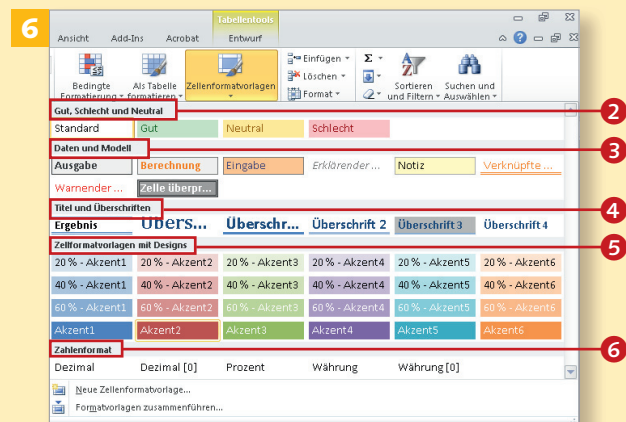 6
Tabellentools
Ansicht Add-Ins Acrobat Entwurf
Bedingte Formatierung
Als Tabelle formatieren
Zellenformatvorlagen
Einfügen
Löschen
Format
Σ
Sortieren und Filtern
Suchen und Auswählen
Gut, Schlecht und Neutral 2
Standard Gut Neutral Schlecht
Daten und Modell 3
Ausgabe Berechnung Eingabe Erklärender ... Notiz Verknüpfte ...
Warnender ... Zelle überpr...
Titel und Überschriften 4
Ergebnis Übers... Überschr... Überschrift 2 Überschrift 3 Überschrift 4
Zellformatvorlagen mit Designs 5
20 % - Akzent1 20 % - Akzent2 20 % - Akzent3 20 % - Akzent4 20 % - Akzent5 20 % - Akzent6
40 % - Akzent1 40 % - Akzent2 40 % - Akzent3 40 % - Akzent4 40 % - Akzent5 40 % - Akzent6
60 % - Akzent1 60 % - Akzent2 60 % - Akzent3 60 % - Akzent4 60 % - Akzent5 60 % - Akzent6
Akzent1 Akzent2 Akzent3 Akzent4 Akzent5 Akzent6
Zahlenformat 6
Dezimal Dezimal [0] Prozent Währung Währung [0]
Neue Zellenformatvorlage...
Formatvorlagen zusammenführen...